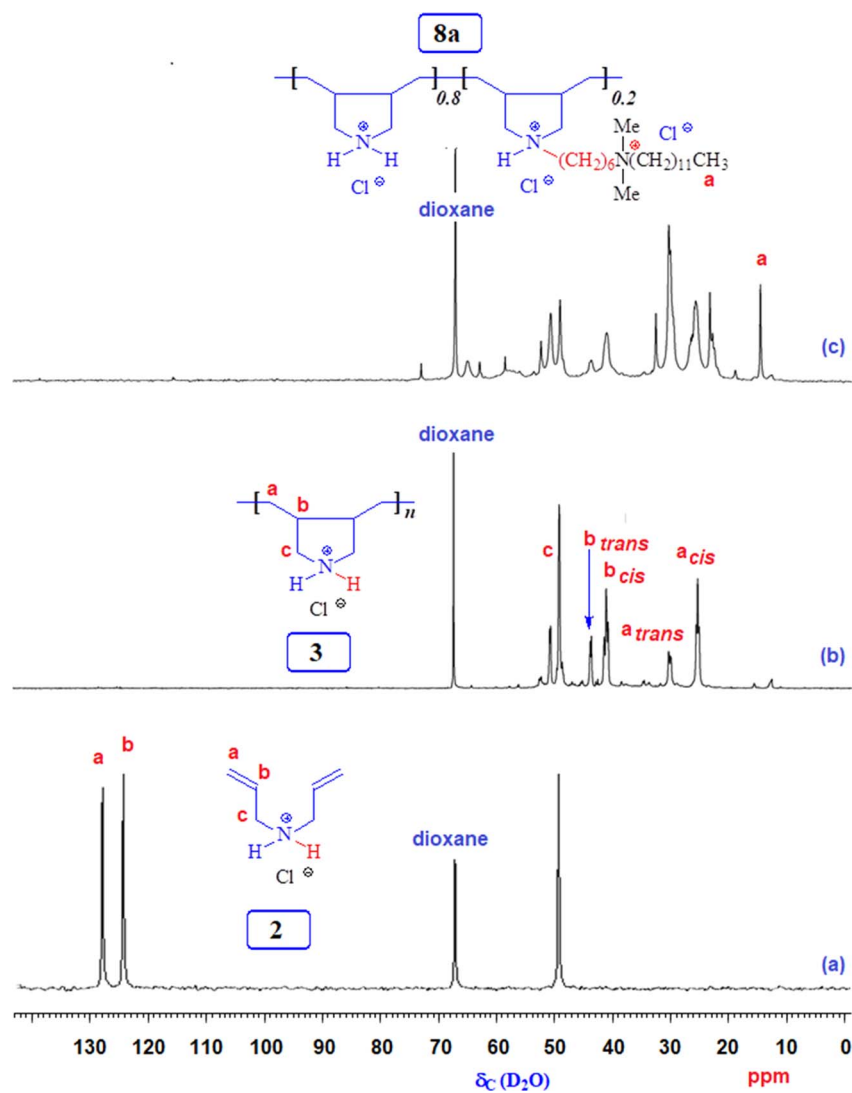 8a
0.8
0.2
N
⊕
H H
Cl ⊖
N
⊕
H
Cl ⊖
(CH2)6N(CH2)11CH3
⊕
Me
Me
Cl ⊖
a
dioxane
a
(c)
dioxane
a
b
c
n
N
⊕
H H
Cl ⊖
3
c
b trans
b cis
a trans
a cis
(b)
a
b
a
b
c
N
⊕
H H
Cl ⊖
2
dioxane
(a)
130 120 110 100 90 80 70 60 50 40 30 20 10 0
δC (D2O)
ppm